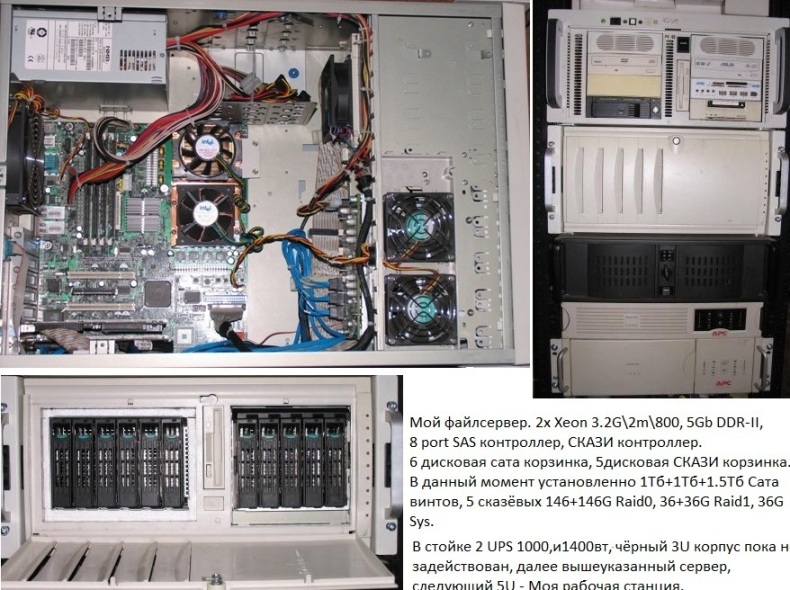 Мой файлсервер. 2x Xeon 3.2G\2m\800, 5Gb DDR-II,
8 port SAS контроллер, СКАЗИ контроллер.
6 дисковая сата корзинка, 5дисковая СКАЗИ корзинка.
В данный момент установленно 1Тб+1Тб+1.5Тб Сата
винтов, 5 сказёвых 146+146G Raid0, 36+36G Raid1, 36G
Sys.
В стойке 2 UPS 1000,и1400вт, чёрный 3U корпус пока н
задействован, далее вышеуказанный сервер,
следующий 5U - Моя рабочая станция.
APC
APC